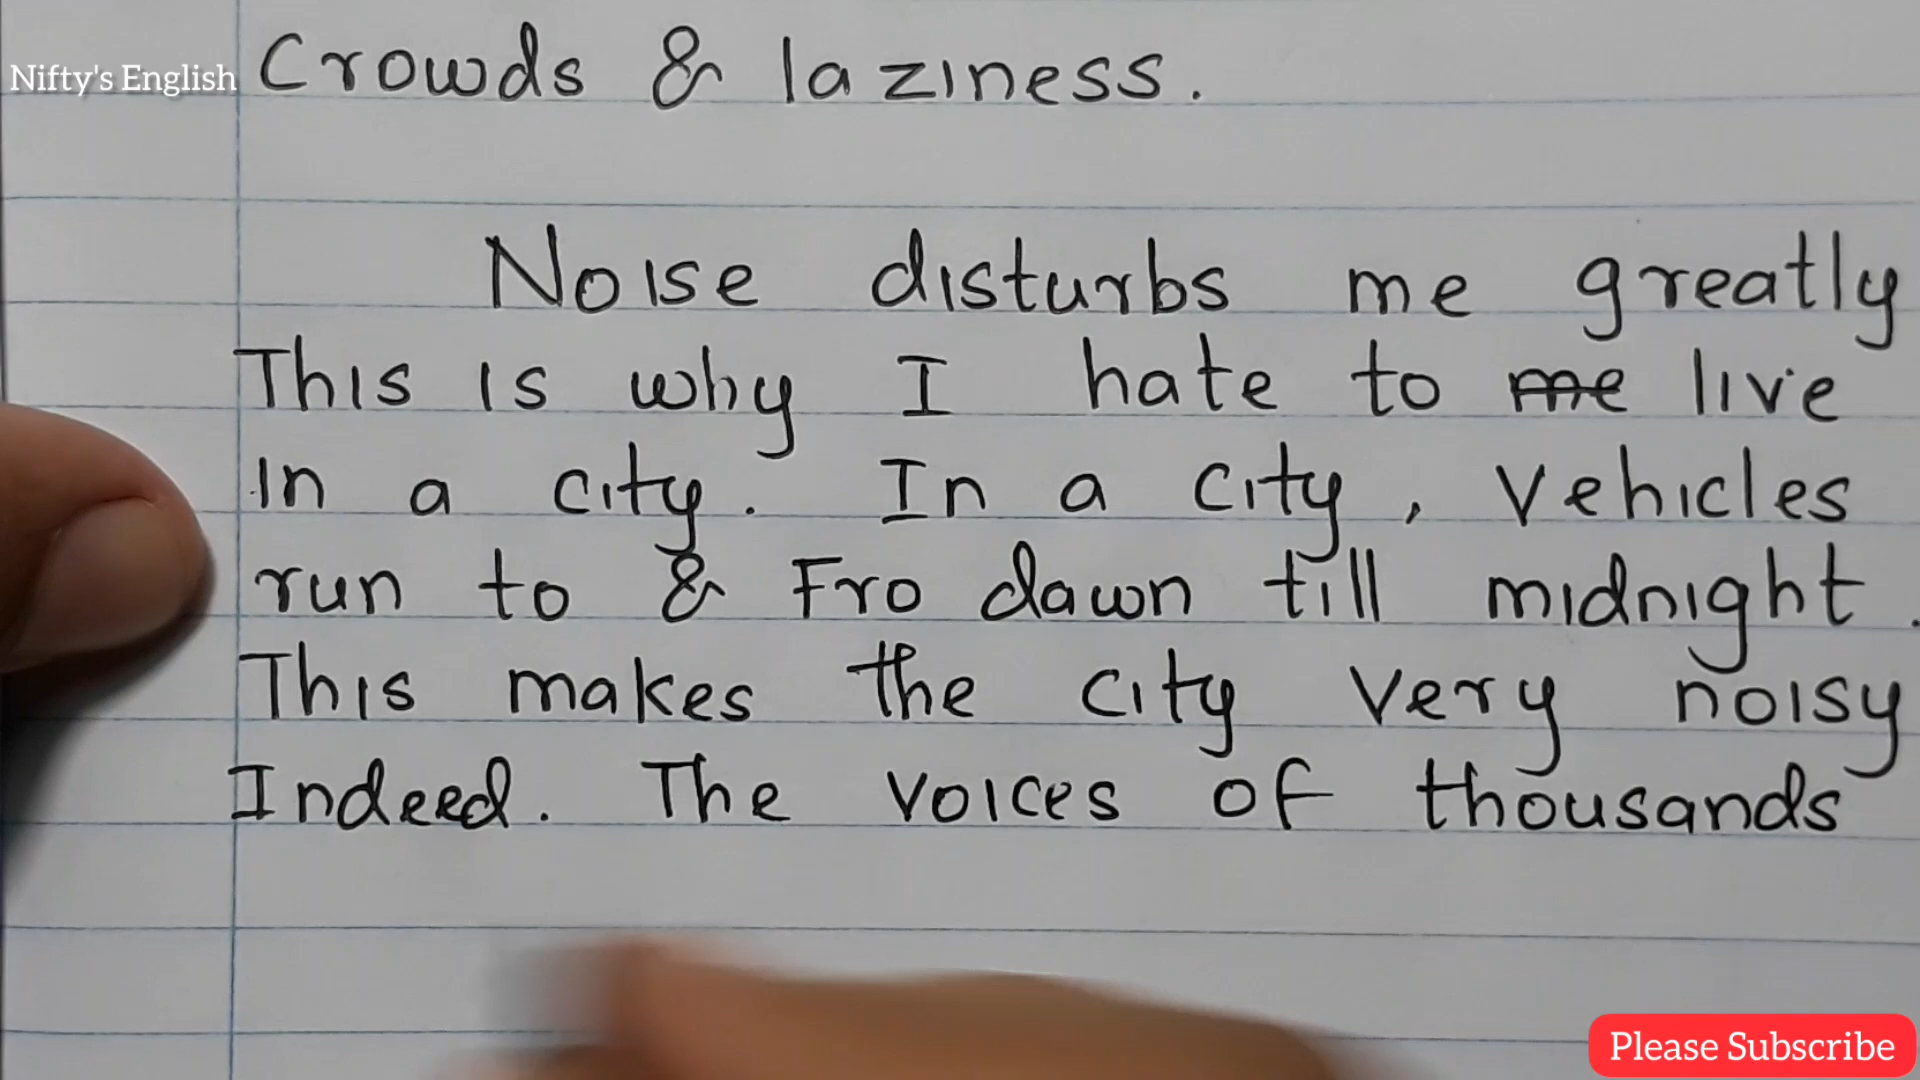 Nifty's English
Crowds & laziness.
Noise disturbs me greatly
This is why I hate to me live
in a city. In a city, vehicles
run to & Fro dawn till midnight.
This makes the city very noisy
Indeed. The voices of thousands
Please Subscribe